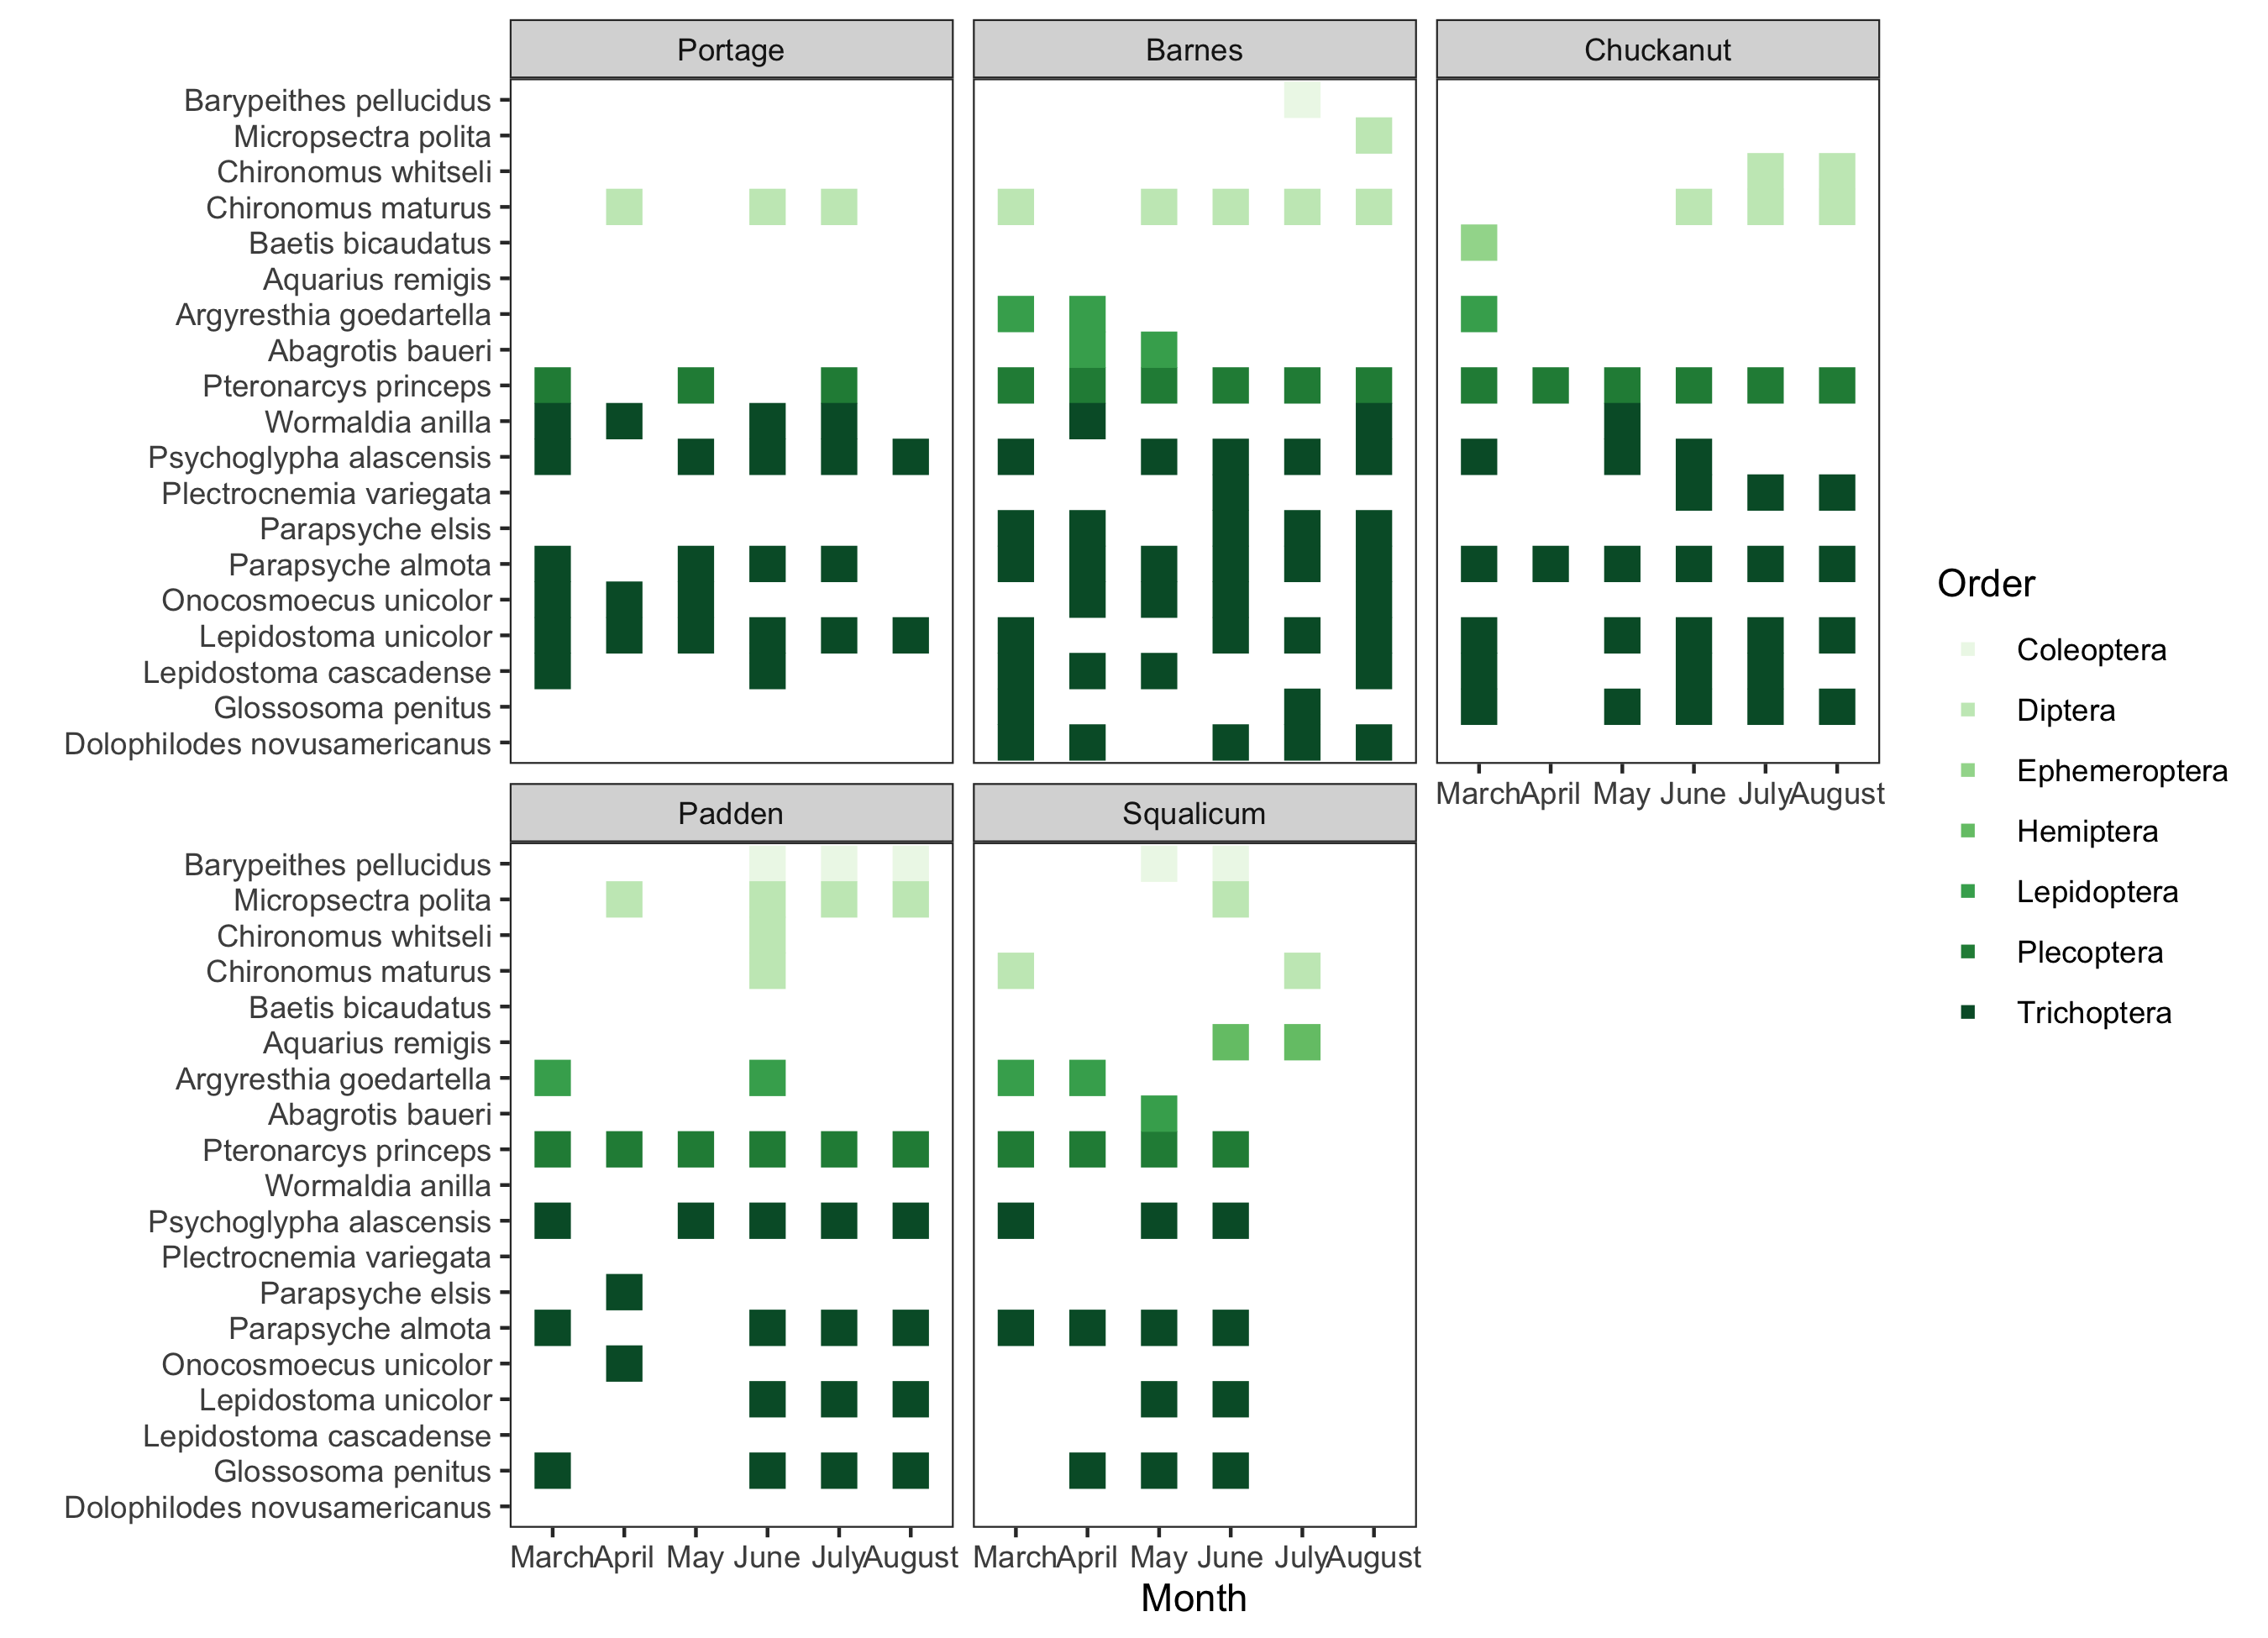 Portage
Barnes
Chuckanut
Barypeithes pellucidus
Micropsectra polita
Chironomus whitseli
Chironomus maturus
Baetis bicaudatus
Aquarius remigis
Argyresthia goedartella
Abagrotis baueri
Pteronarcys princeps
Wormaldia anilla
Psychoglypha alascensis
Plectrocnemia variegata
Parapsyche elsis
Parapsyche almota
Onocosmoecus unicolor
Lepidostoma unicolor
Lepidostoma cascadense
Glossosoma penitus
Dolophilodes novusamericanus
March April May June July August
Padden
Squalicum
Barypeithes pellucidus
Micropsectra polita
Chironomus whitseli
Chironomus maturus
Baetis bicaudatus
Aquarius remigis
Argyresthia goedartella
Abagrotis baueri
Pteronarcys princeps
Wormaldia anilla
Psychoglypha alascensis
Plectrocnemia variegata
Parapsyche elsis
Parapsyche almota
Onocosmoecus unicolor
Lepidostoma unicolor
Lepidostoma cascadense
Glossosoma penitus
Dolophilodes novusamericanus
March April May June July August
March April May June July August
Month
Order
Coleoptera
Diptera
Ephemeroptera
Hemiptera
Lepidoptera
Plecoptera
Trichoptera